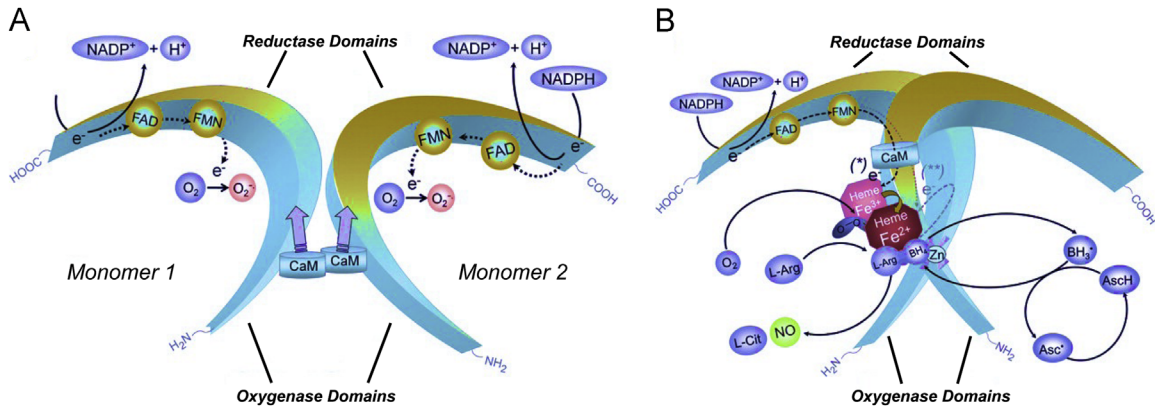 A
Reductase Domains
NADP+ + H+
NADP+ + H+
NADPH
FAD
FMN
e-
e-
O2
O2·-
HOOC
FMN
FAD
e-
e-
O2
O2·-
COOH
CaM
CaM
Monomer 1
Monomer 2
H2N
NH2
Oxygenase Domains
B
Reductase Domains
NADP+ + H+
NADPH
FAD
FMN
e-
HOOC
CaM
(*)
e-
(**)
e-
Heme
Fe3+
Heme
Fe2+
O2
L-Arg
L-Arg
BH4
Zn
BH3·
AscH
Asc·
L-Cit
NO
COOH
H2N
NH2
Oxygenase Domains